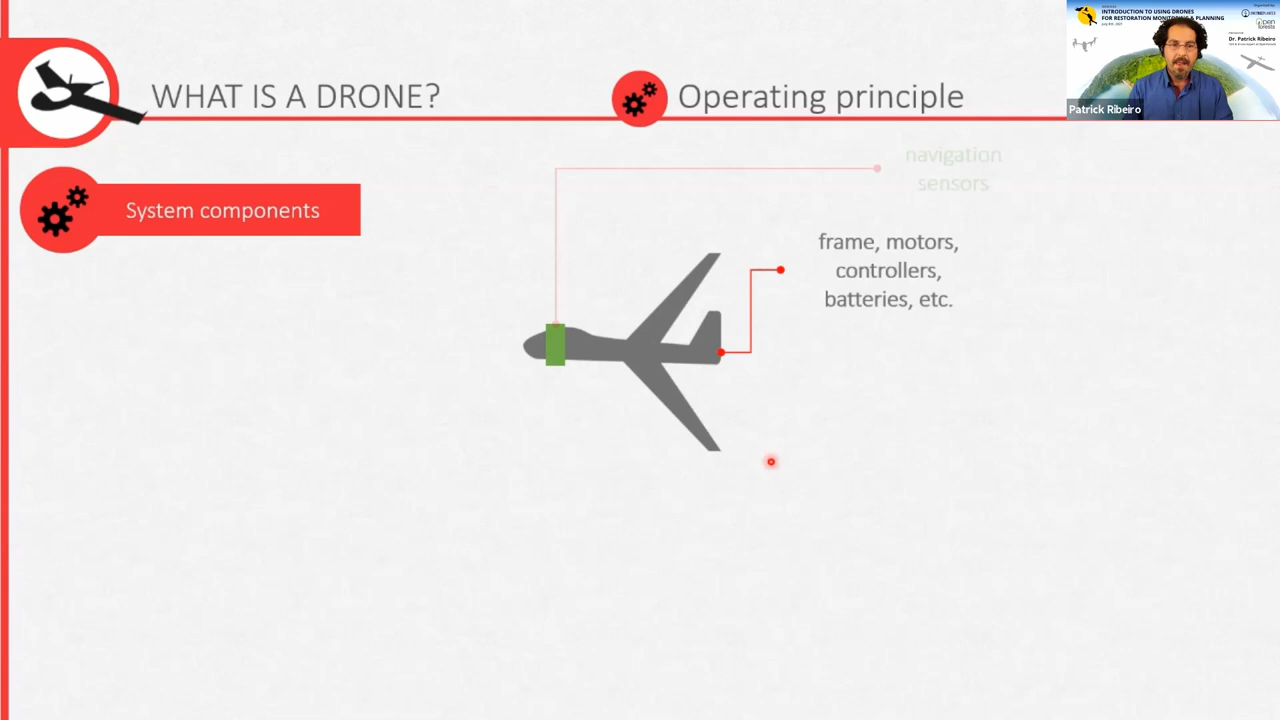 WHAT IS A DRONE?
Operating principle
System components
navigation
sensors
frame, motors,
controllers,
batteries, etc.
INTRODUCTION TO USING DRONES
FOR RESTORATION MONITORING & PLANNING
Dr. Patrick Ribeiro
Patrick Ribeiro